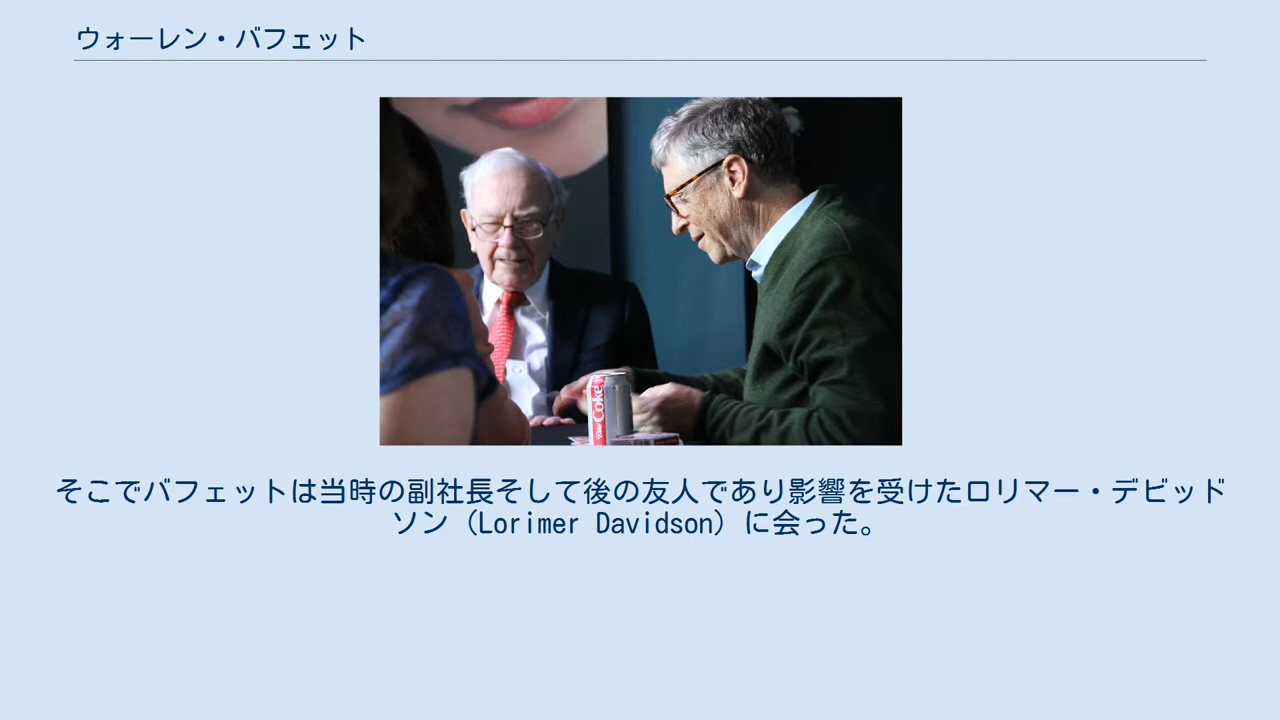 ウォーレン・バフェット
Diet Coke
そこでバフェットは当時の副社長そして後の友人であり影響を受けたロリマー・デビッド
ソン（Lorimer Davidson）に会った。